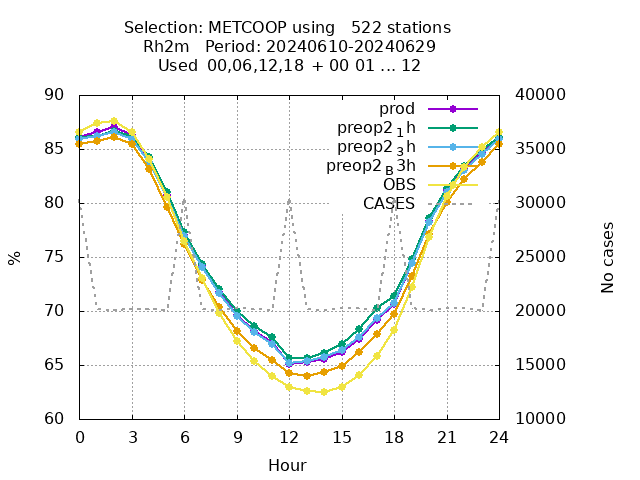 Selection: METCOOP using 522 stations
Rh2m Period: 20240610-20240629
Used 00,06,12,18 + 00 01 ... 12
90 40000
prod
preop2 1h
85 35000
preop2 3h
preop2 B3h
OBS
80 CASES 30000
75 25000
% No cases
70 20000
65 15000
60 10000
0 3 6 9 12 15 18 21 24
Hour